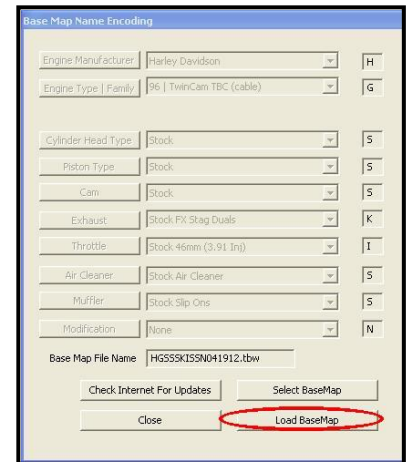 Base Map Name Encoding
Engine Manufacturer Harley Davidson H
Engine Type | Family 96 | TwinCam TBC (cable) G
Cylinder Head Type Stock S
Piston Type Stock S
Cam Stock S
Exhaust Stock FX Stag Duals K
Throttle Stock 46mm (3.91 Inj) I
Air Cleaner Stock Air Cleaner S
Muffler Stock Slip Ons S
Modification None N
Base Map File Name HGSSSKISSN041912.tbw
Check Internet For Updates Select BaseMap
Close Load BaseMap